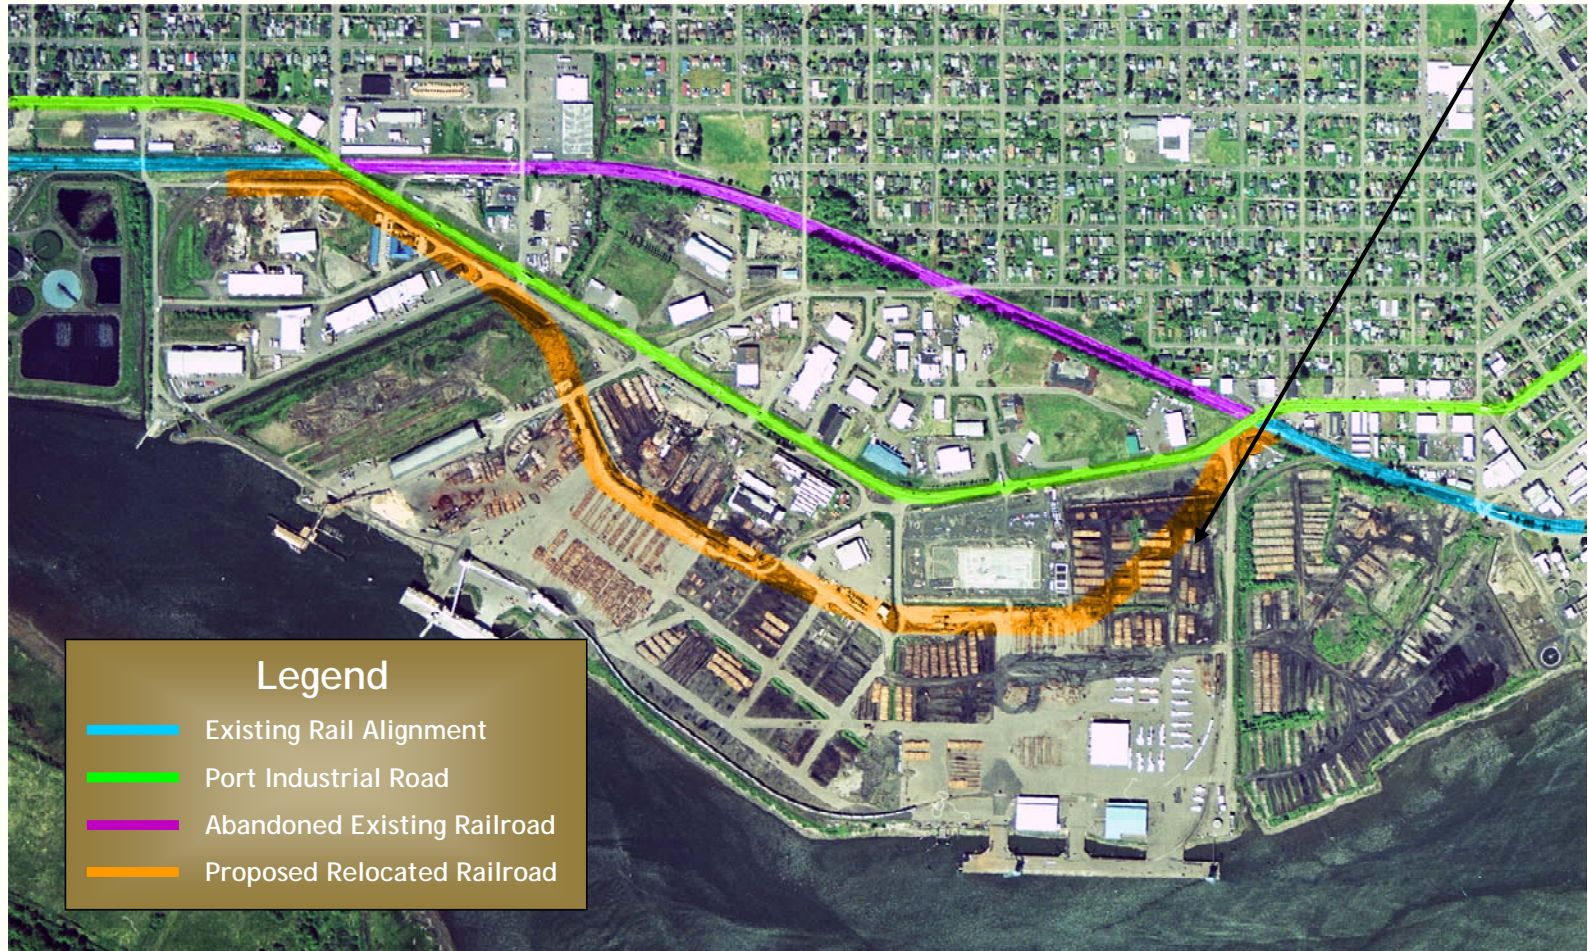 Legend
Existing Rail Alignment
Port Industrial Road
Abandoned Existing Railroad
Proposed Relocated Railroad